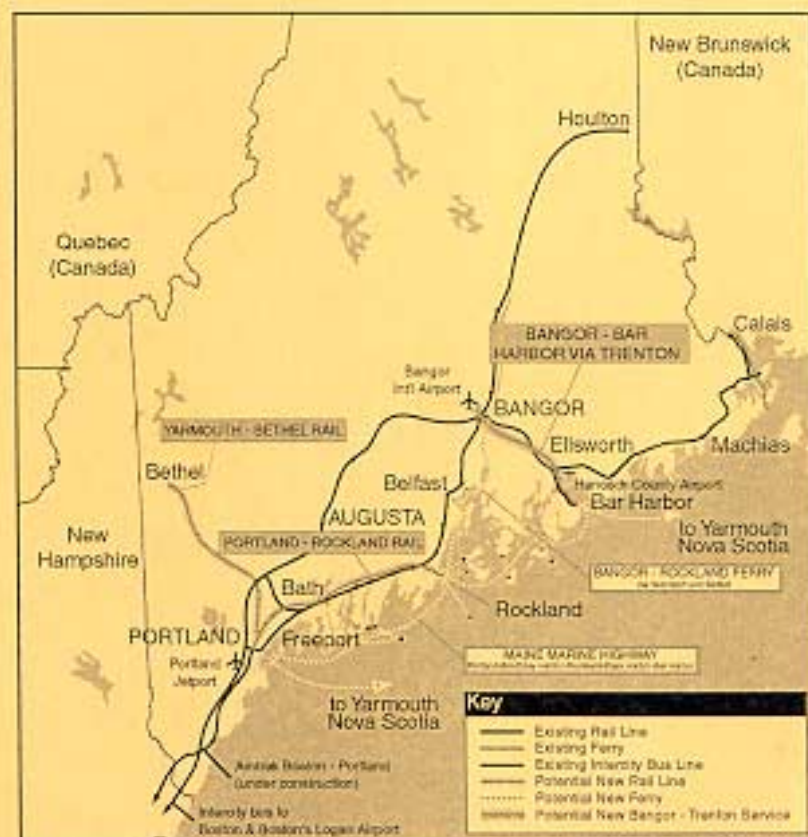 New Brunswick
(Canada)
Houlton
Quebec
(Canada)
BANGOR - BAR
HARBOR VIA TRENTON
Calais
Bangor
Int'l Airport
BANGOR
YARMOUTH - BETHEL RAIL
Ellsworth
Machias
Bethel
Belfast
Hancock County Airport
Bar Harbor
AUGUSTA
to Yarmouth
Nova Scotia
New
Hampshire
PORTLAND - ROCKLAND RAIL
BANGOR - ROCKLAND FERRY
Bath
Rockland
PORTLAND
Freeport
Portland
Jetport
MAINE MARINE HIGHWAY
to Yarmouth
Nova Scotia
Key
Existing Rail Line
Existing Ferry
Existing Intercity Bus Line
Potential New Rail Line
Potential New Ferry
Potential New Bangor - Trenton Service
Amtrak Boston - Portland
(under construction)
Intercity bus to
Boston & Boston's Logan Airport